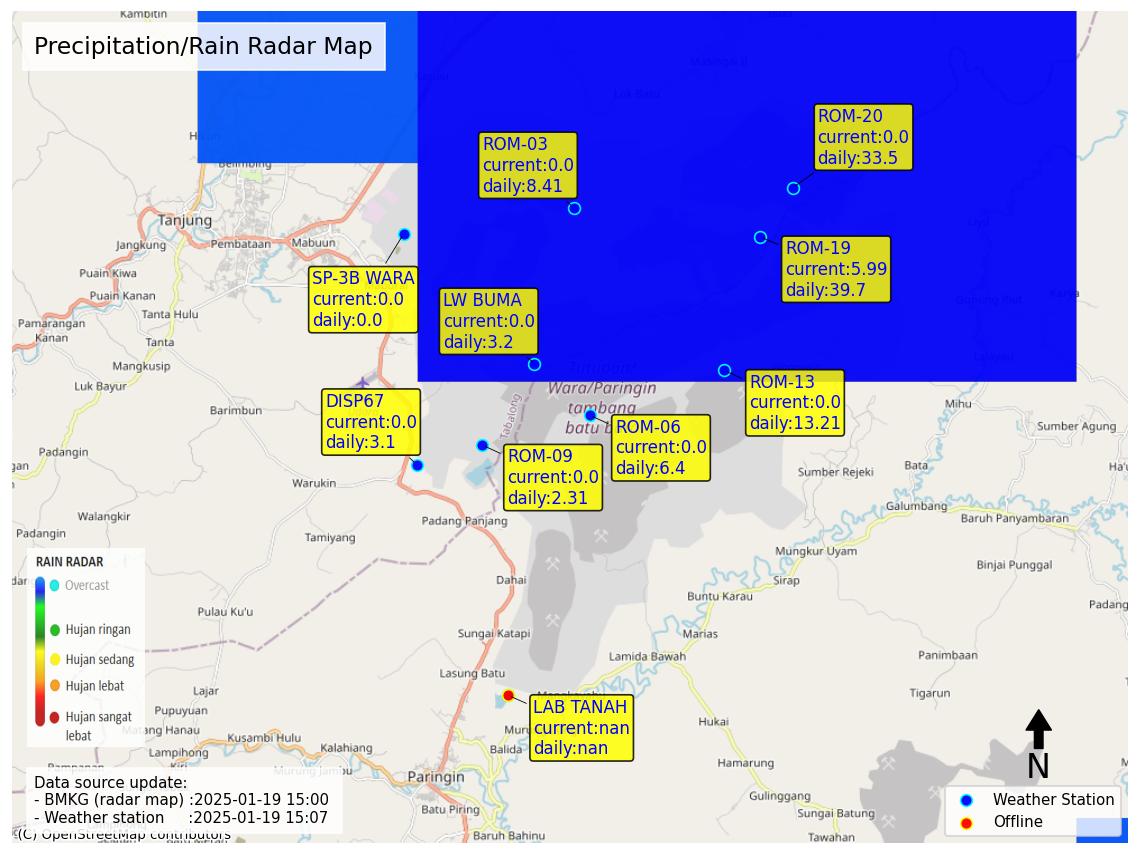 Kambitin
Precipitation/Rain Radar Map
Belimbing
Tanjung
Jangkung
Pembataan
Mabuun
Puain Kiwa
Puain Kanan
Tanta Hulu
Pamarangan
Kanan
Tanta
Mangkusip
Luk Bayur
Barimbun
ROM-03
current:0.0
daily:8.41
ROM-20
current:0.0
daily:33.5
ROM-19
current:5.99
daily:39.7
SP-3B WARA
current:0.0
daily:0.0
LW BUMA
current:0.0
daily:3.2
ROM-13
current:0.0
daily:13.21
DISP67
current:0.0
daily:3.1
ROM-06
current:0.0
daily:6.4
ROM-09
current:0.0
daily:2.31
Tutupan/
Wara/Paringin
tambang
batu
Tabalong
Mihu
Sumber Agung
Sumber Rejeki
Bata
Galumbang
Baruh Panyambaran
Mungkur Uyam
Binjai Punggal
Sirap
Buntu Karau
Padang
Marias
Lamida Bawah
Panimbaan
Tigarun
Hukai
Hamarung
Gulinggang
Sungai Batung
Tawahan
Warukin
Walangkir
Padangin
Tamiyang
Padang Panjang
Dahai
Pulau Ku'u
Sungai Katapi
Lasung Batu
Lajar
Pupuyuan
Matang Hanau
Kusambi Hulu
Lampihong
Kalahiang
Murung Jambu
Paringin
Balida
Batu Piring
Baruh Bahinu
LAB TANAH
current:nan
daily:nan
RAIN RADAR
Overcast
Hujan ringan
Hujan sedang
Hujan lebat
Hujan sangat
lebat
Data source update:
- BMKG (radar map) :2025-01-19 15:00
- Weather station :2025-01-19 15:07
(C) OpenStreetMap contributors
N
Weather Station
Offline